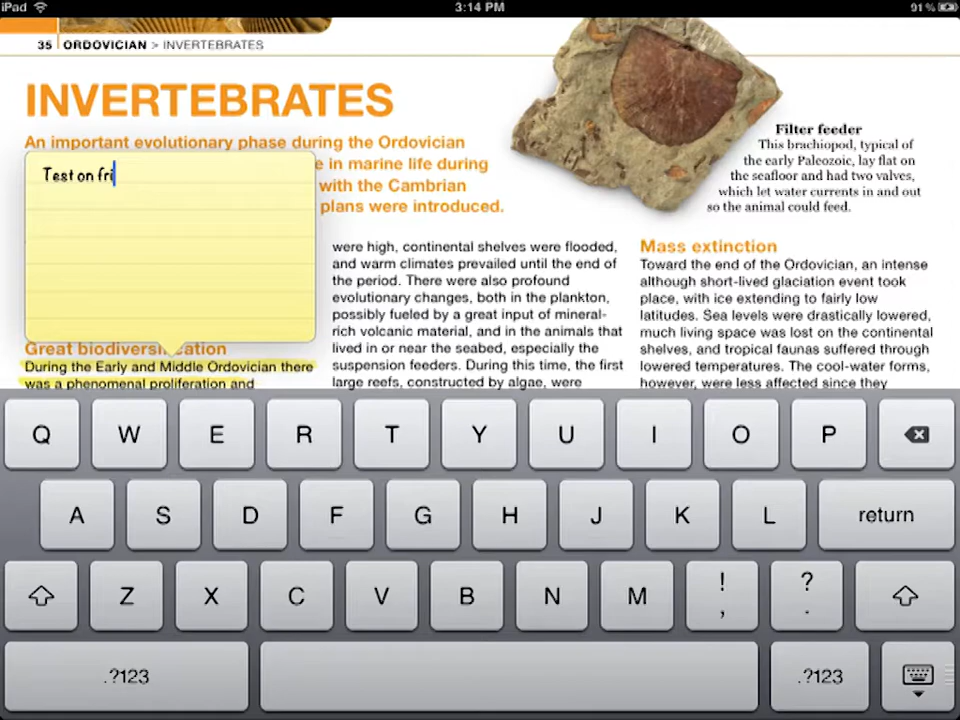 iPad 3:14 PM 91%
35 ORDOVICIAN > INVERTEBRATES
INVERTEBRATES
An important evolutionary phase during the Ordovician
e in marine life during
with the Cambrian
plans were introduced.
Test on fri
Great biodiversification
During the Early and Middle Ordovician there
was a phenomenal proliferation and
were high, continental shelves were flooded,
and warm climates prevailed until the end of
the period. There were also profound
evolutionary changes, both in the plankton,
possibly fueled by a great input of mineral-
rich volcanic material, and in the animals that
lived in or near the seabed, especially the
suspension feeders. During this time, the first
large reefs, constructed by algae, were
Filter feeder
This brachiopod, typical of
the early Paleozoic, lay flat on
the seafloor and had two valves,
which let water currents in and out
so the animal could feed.
Mass extinction
Toward the end of the Ordovician, an intense
although short-lived glaciation event took
place, with ice extending to fairly low
latitudes. Sea levels were drastically lowered,
much living space was lost on the continental
shelves, and tropical faunas suffered through
lowered temperatures. The cool-water forms,
however, were less affected since they
Q W E R T Y U I O P
A S D F G H J K L return
Z X C V B N M ! , ? .
.?123 .?123